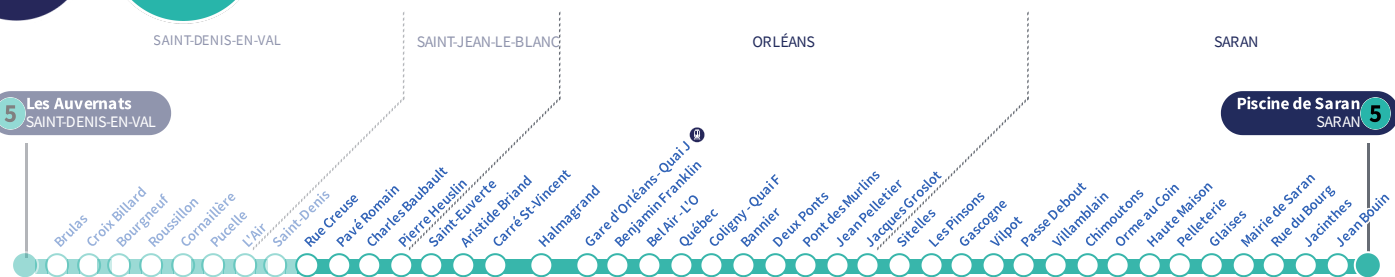 SAINT-DENIS-EN-VAL
SAINT-JEAN-LE-BLANC
ORLÉANS
SARAN
5
Les Auvernats
SAINT-DENIS-EN-VAL
Piscine de Saran
SARAN
5
Brulas
Croix Billard
Bourgneuf
Roussillon
Cornaillère
Pucelle
L'Air
Saint-Denis
Rue Creuse
Pavé Romain
Charles Baubault
Pierre Heuslin
Saint-Euverte
Aristide Briand
Carré St-Vincent
Halmagrand
Gare d'Orléans - Quai J
Benjamin Franklin
Bel Air - L'O
Québec
Coligny - Quai F
Bannier
Deux Ponts
Pont des Murlins
Jean Pelletier
Jacques Groslot
Sitelles
Les Pinsons
Gascogne
Vilpot
Passe Debout
Villamblain
Chimoutons
Orme au Coin
Haute Maison
Pelleterie
Glaises
Mairie de Saran
Rue du Bourg
Jacinthes
Jean Bouin